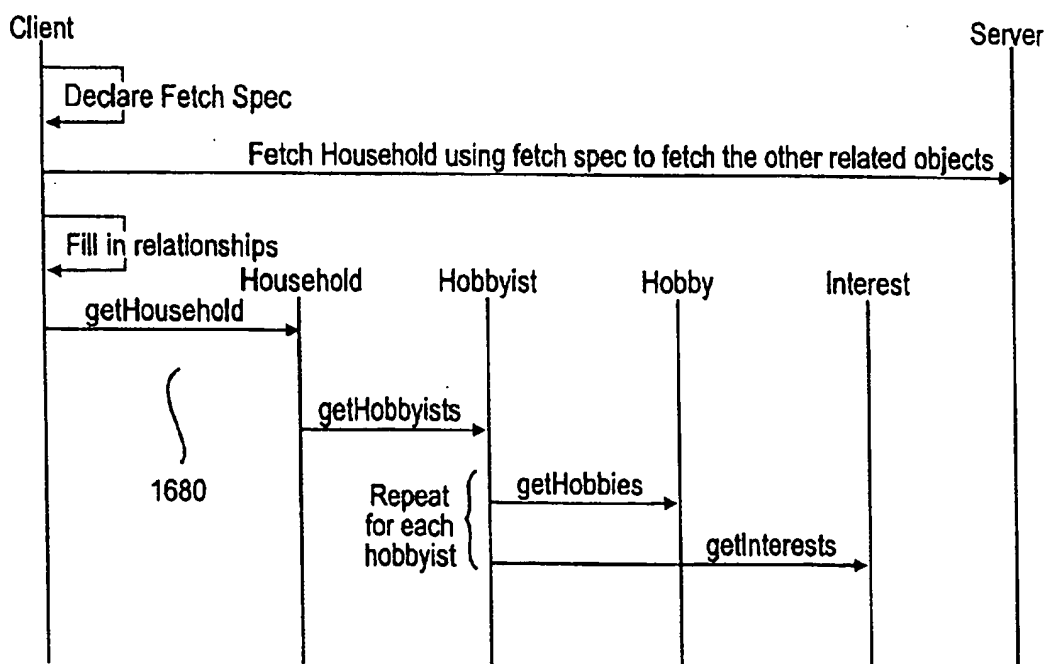 Client
Server
Declare Fetch Spec
Fetch Household using fetch spec to fetch the other related objects
Fill in relationships
Household
Hobbyist
Hobby
Interest
getHousehold
getHobbyists
1680
Repeat
for each
hobbyist
getHobbies
getInterests